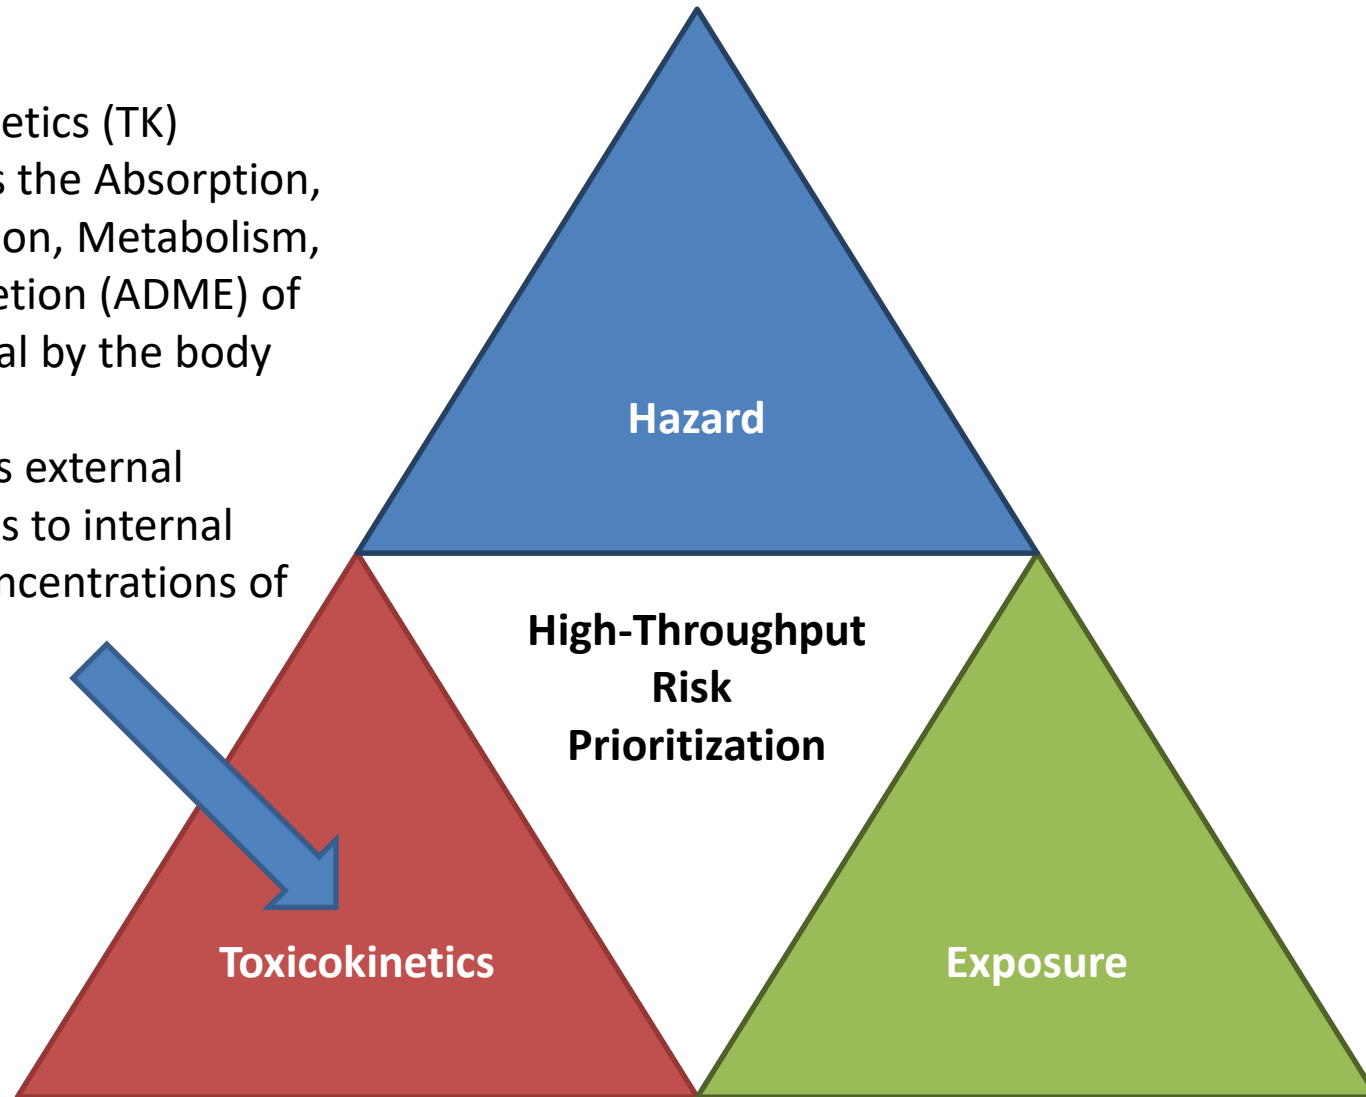 etics (TK)
s the Absorption,
on, Metabolism,
etion (ADME) of
al by the body
s external
s to internal
ncentrations of
Hazard
High-Throughput
Risk
Prioritization
Toxicokinetics
Exposure